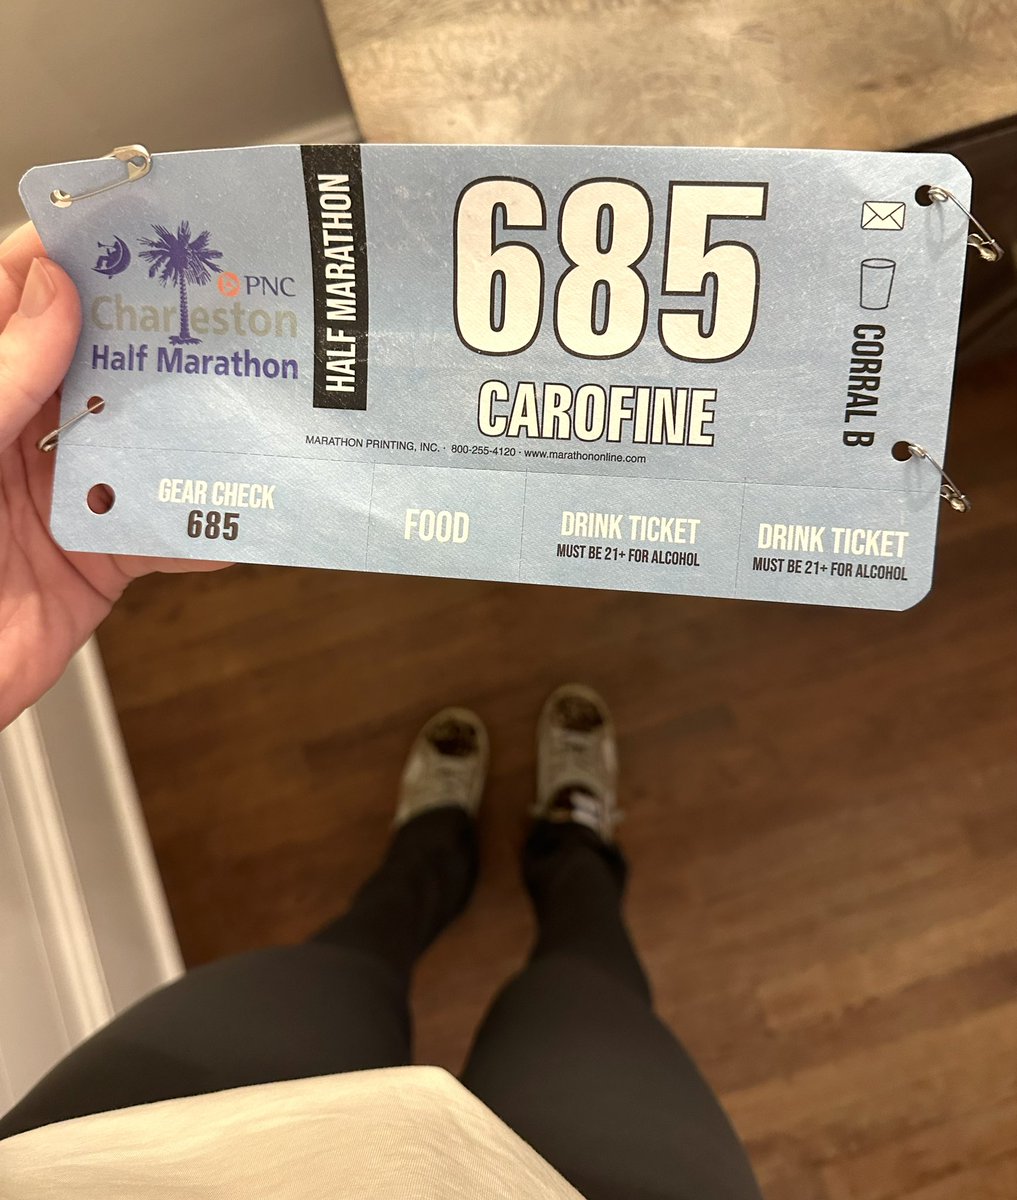 PNC
Charleston
Half Marathon
HALF MARATHON
685
CAROFINE
MARATHON PRINTING, INC. · 800-255-4120 · www.marathononline.com
CORRAL B
GEAR CHECK
685
FOOD
DRINK TICKET
MUST BE 21+ FOR ALCOHOL
DRINK TICKET
MUST BE 21+ FOR ALCOHOL